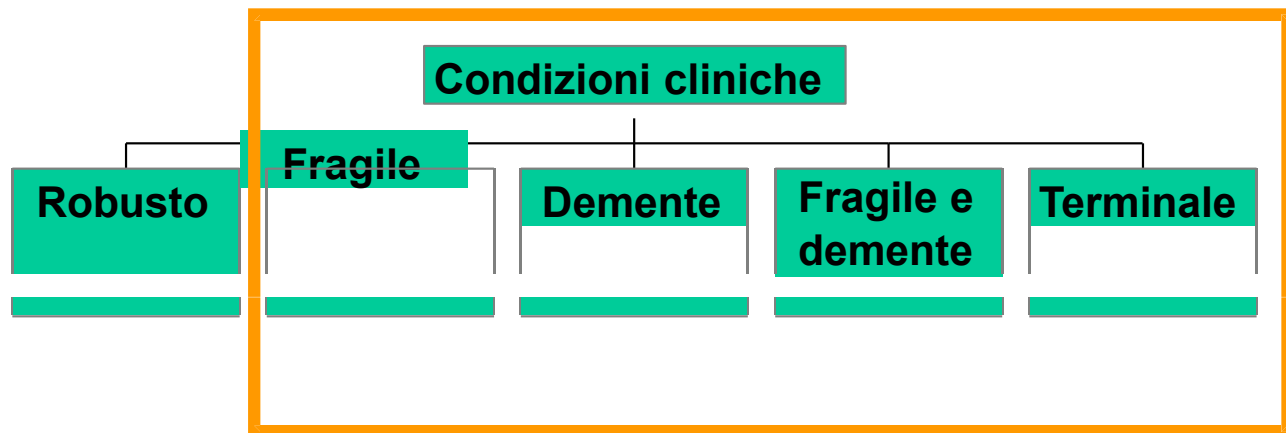 Condizioni cliniche
Robusto
Fragile
Demente
Fragile e
demente
Terminale